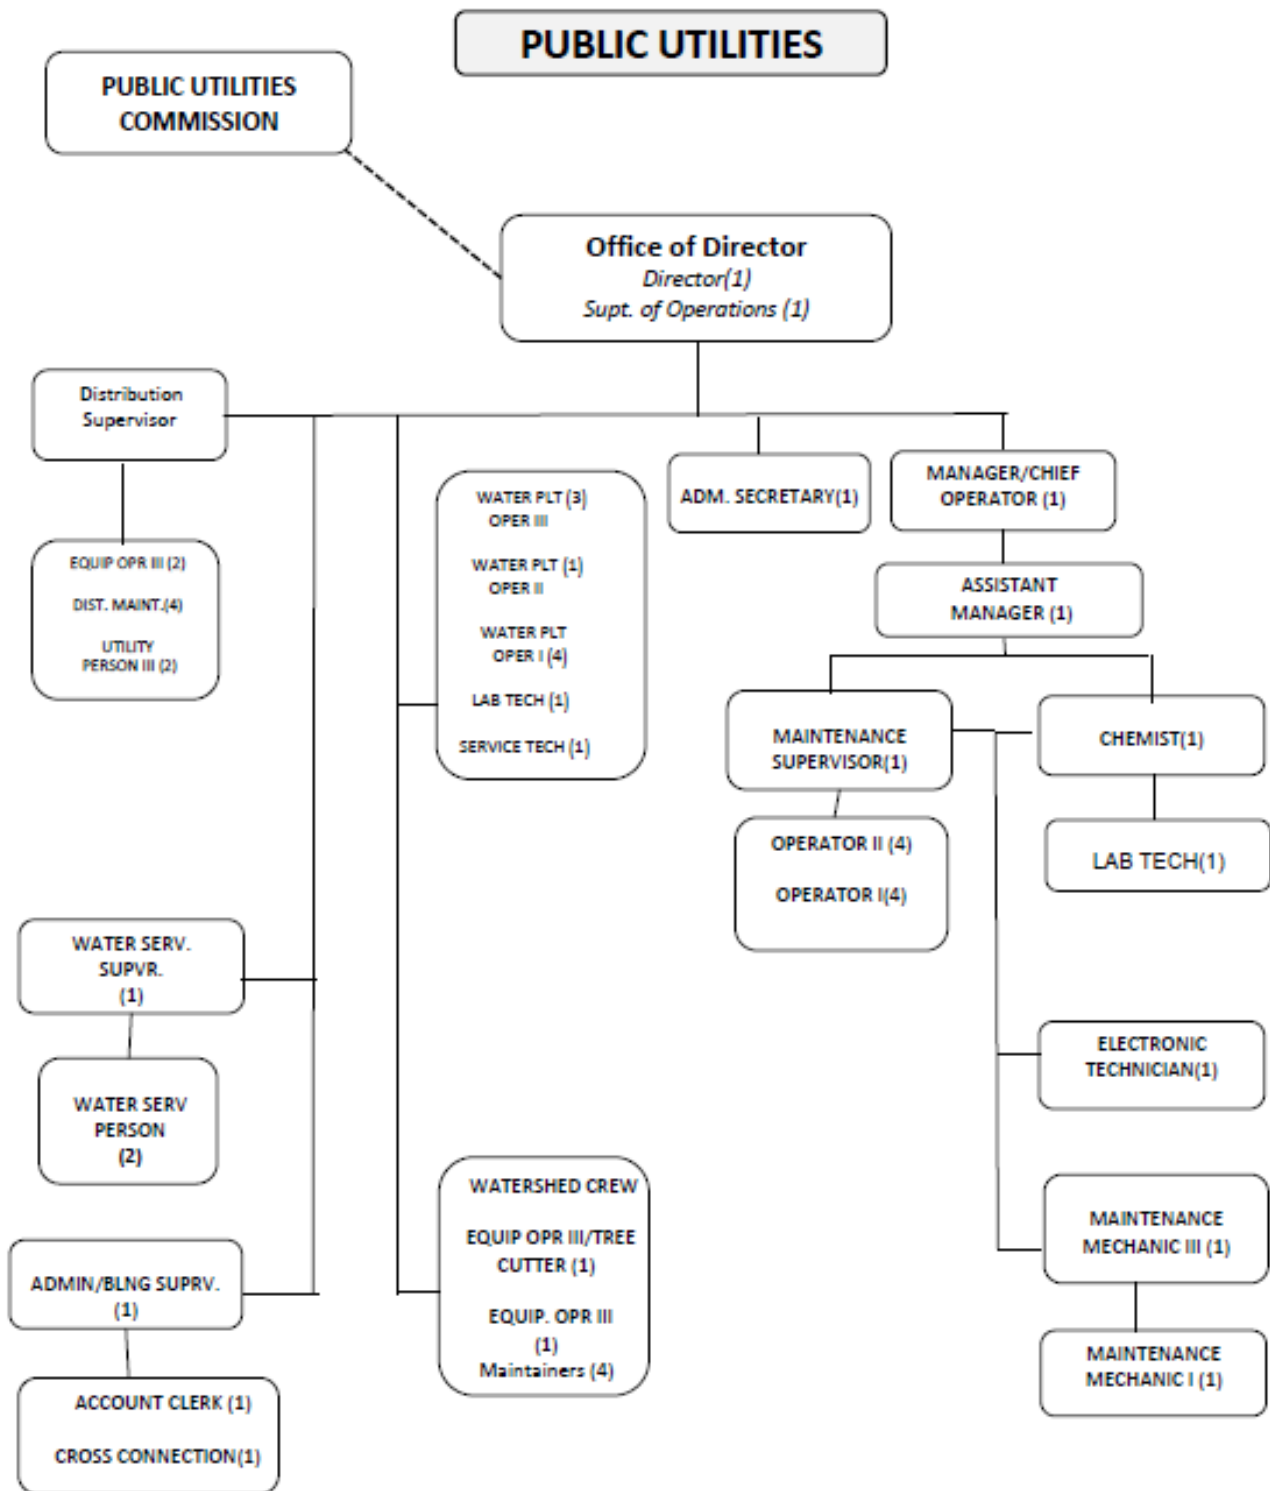 PUBLIC UTILITIES
PUBLIC UTILITIES
COMMISSION
Office of Director
Director(1)
Supt. of Operations (1)
Distribution
Supervisor
EQUIP OPR III (2)
DIST. MAINT.(4)
UTILITY
PERSON III (2)
WATER PLT (3)
OPER III
WATER PLT (1)
OPER II
WATER PLT
OPER I (4)
LAB TECH (1)
SERVICE TECH (1)
ADM. SECRETARY(1)
MANAGER/CHIEF
OPERATOR (1)
ASSISTANT
MANAGER (1)
MAINTENANCE
SUPERVISOR(1)
CHEMIST(1)
OPERATOR II (4)
OPERATOR I(4)
LAB TECH(1)
WATER SERV.
SUPVR.
(1)
WATER SERV
PERSON
(2)
ELECTRONIC
TECHNICIAN(1)
WATERSHED CREW
EQUIP OPR III/TREE
CUTTER (1)
EQUIP. OPR III
(1)
Maintainers (4)
MAINTENANCE
MECHANIC III (1)
MAINTENANCE
MECHANIC I (1)
ADMIN/BLNG SUPRV.
(1)
ACCOUNT CLERK (1)
CROSS CONNECTION(1)